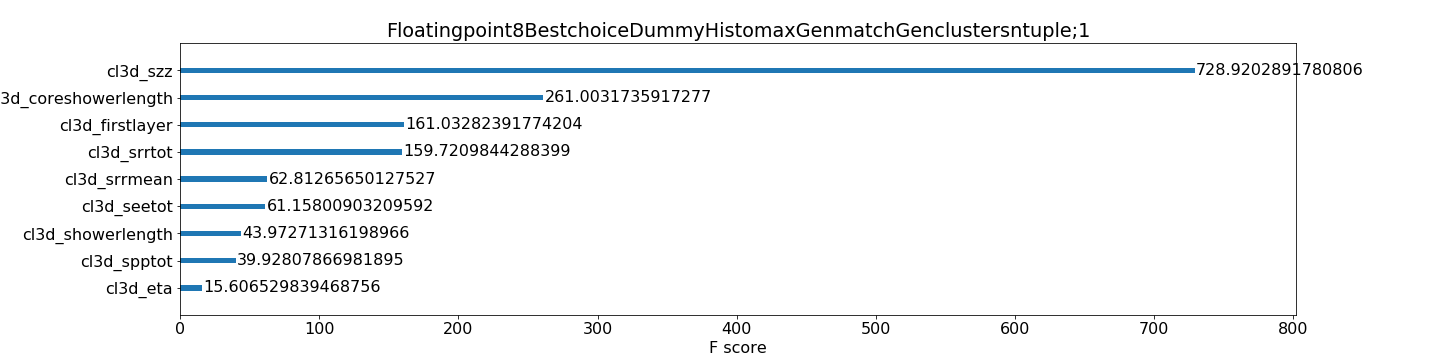 Floatingpoint8BestchoiceDummyHistomaxGenmatchGenclustersntuple;1
cl3d_szz 728.9202891780806
3d_coreshowerlength 261.0031735917277
cl3d_firstlayer 161.03282391774204
cl3d_srrtot 159.7209844288399
cl3d_srrmean 62.81265650127527
cl3d_seetot 61.15800903209592
cl3d_showerlength 43.97271316198966
cl3d_spptot 39.92807866981895
cl3d_eta 15.606529839468756
0 100 200 300 400 500 600 700 800
F score